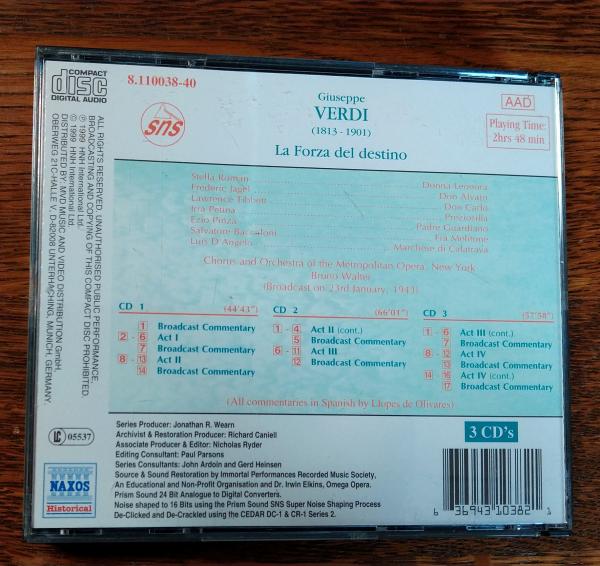 COMPACT
disc
DIGITAL AUDIO
8.110038-40
sns
Giuseppe
VERDI
(1813 - 1901)
La Forza del destino
AAD
Playing Time:
2hrs 48 min
Stella Roman Donna Leonora
Frederic Jagel Don Alvaro
Lawrence Tibbett Don Carlo
Irra Petina Preziosilla
Ezio Pinza Padre Guardiano
Salvatore Baccaloni Fra Melitone
Luis D'Angelo Marchese di Calatrava
Chorus and Orchestra of the Metropolitan Opera, New York
Bruno Walter
(Broadcast on 23rd January, 1943)
CD 1 (44'43")
1 Broadcast Commentary
2 - 6 Act I
7 Broadcast Commentary
8 - 13 Act II
14 Broadcast Commentary
CD 2 (66'01")
1 - 4 Act II (cont.)
5 Broadcast Commentary
6 - 11 Act III
12 Broadcast Commentary
CD 3 (57'58")
1 - 6 Act III (cont.)
7 Broadcast Commentary
8 - 12 Act IV
13 Broadcast Commentary
14 - 16 Act IV (cont.)
17 Broadcast Commentary
(All commentaries in Spanish by Llopes de Olivares)
Series Producer: Jonathan R. Wearn
Archivist & Restoration Producer: Richard Caniell
Associate Producer & Editor: Nicholas Ryder
Editing Consultant: Paul Parsons
Series Consultants: John Ardoin and Gerd Heinsen
Source & Sound Restoration by Immortal Performances Recorded Music Society,
An Educational and Non-Profit Organisation and Dr. Irwin Elkins, Omega Opera.
Prism Sound 24 Bit Analogue to Digital Converters.
Noise shaped to 16 Bits using the Prism Sound SNS Super Noise Shaping Process
De-Clicked and De-Crackled using the CEDAR DC-1 & CR-1 Series 2.
3 CD's
6 36943 10382 1
LC 05537
NAXOS
Historical
ALL RIGHTS RESERVED. UNAUTHORISED PUBLIC PERFORMANCE,
BROADCASTING AND COPYING OF THIS COMPACT DISC PROHIBITED.
℗ 1999 HNH International Ltd.
© 1999 HNH International Ltd.
DISTRIBUTED BY: MVD MUSIC AND VIDEO DISTRIBUTION GmbH,
OBERWEG 21C-HALLE V, D-82008 UNTERHACHING, MUNICH, GERMANY.